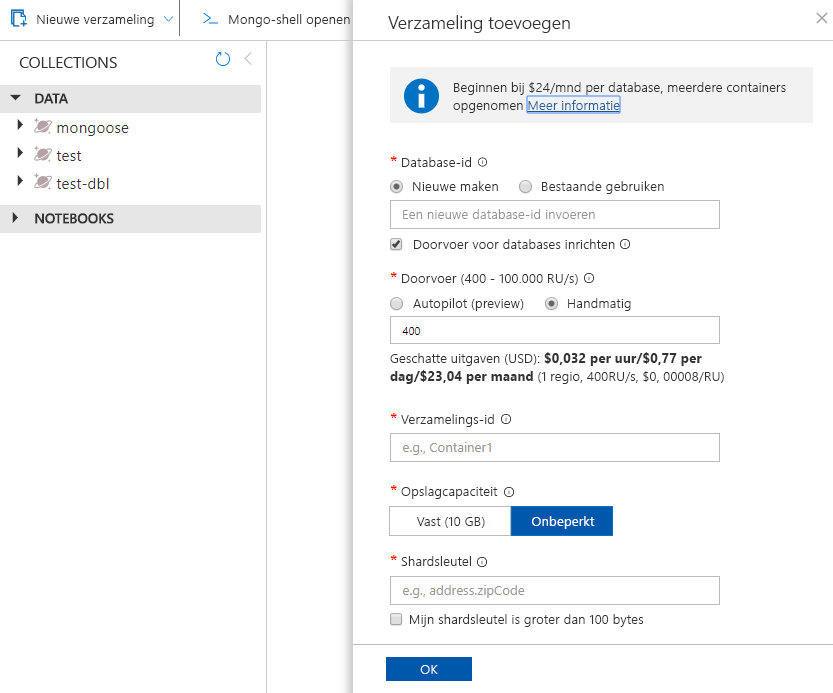 Nieuwe verzameling
Mongo-shell openen
COLLECTIONS
DATA
mongoose
test
test-dbl
NOTEBOOKS
Verzameling toevoegen
Beginnen bij $24/mnd per database, meerdere containers
opgenomen Meer informatie
* Database-id
Nieuwe maken
Bestaande gebruiken
Een nieuwe database-id invoeren
Doorvoer voor databases inrichten
* Doorvoer (400 - 100.000 RU/s)
Autopilot (preview)
Handmatig
400
Geschatte uitgaven (USD): $0,032 per uur/$0,77 per
dag/$23,04 per maand (1 regio, 400RU/s, $0, 00008/RU)
* Verzamelings-id
e.g., Container1
* Opslagcapaciteit
Vast (10 GB)
Onbeperkt
* Shardsleutel
e.g., address.zipCode
Mijn shardsleutel is groter dan 100 bytes
OK